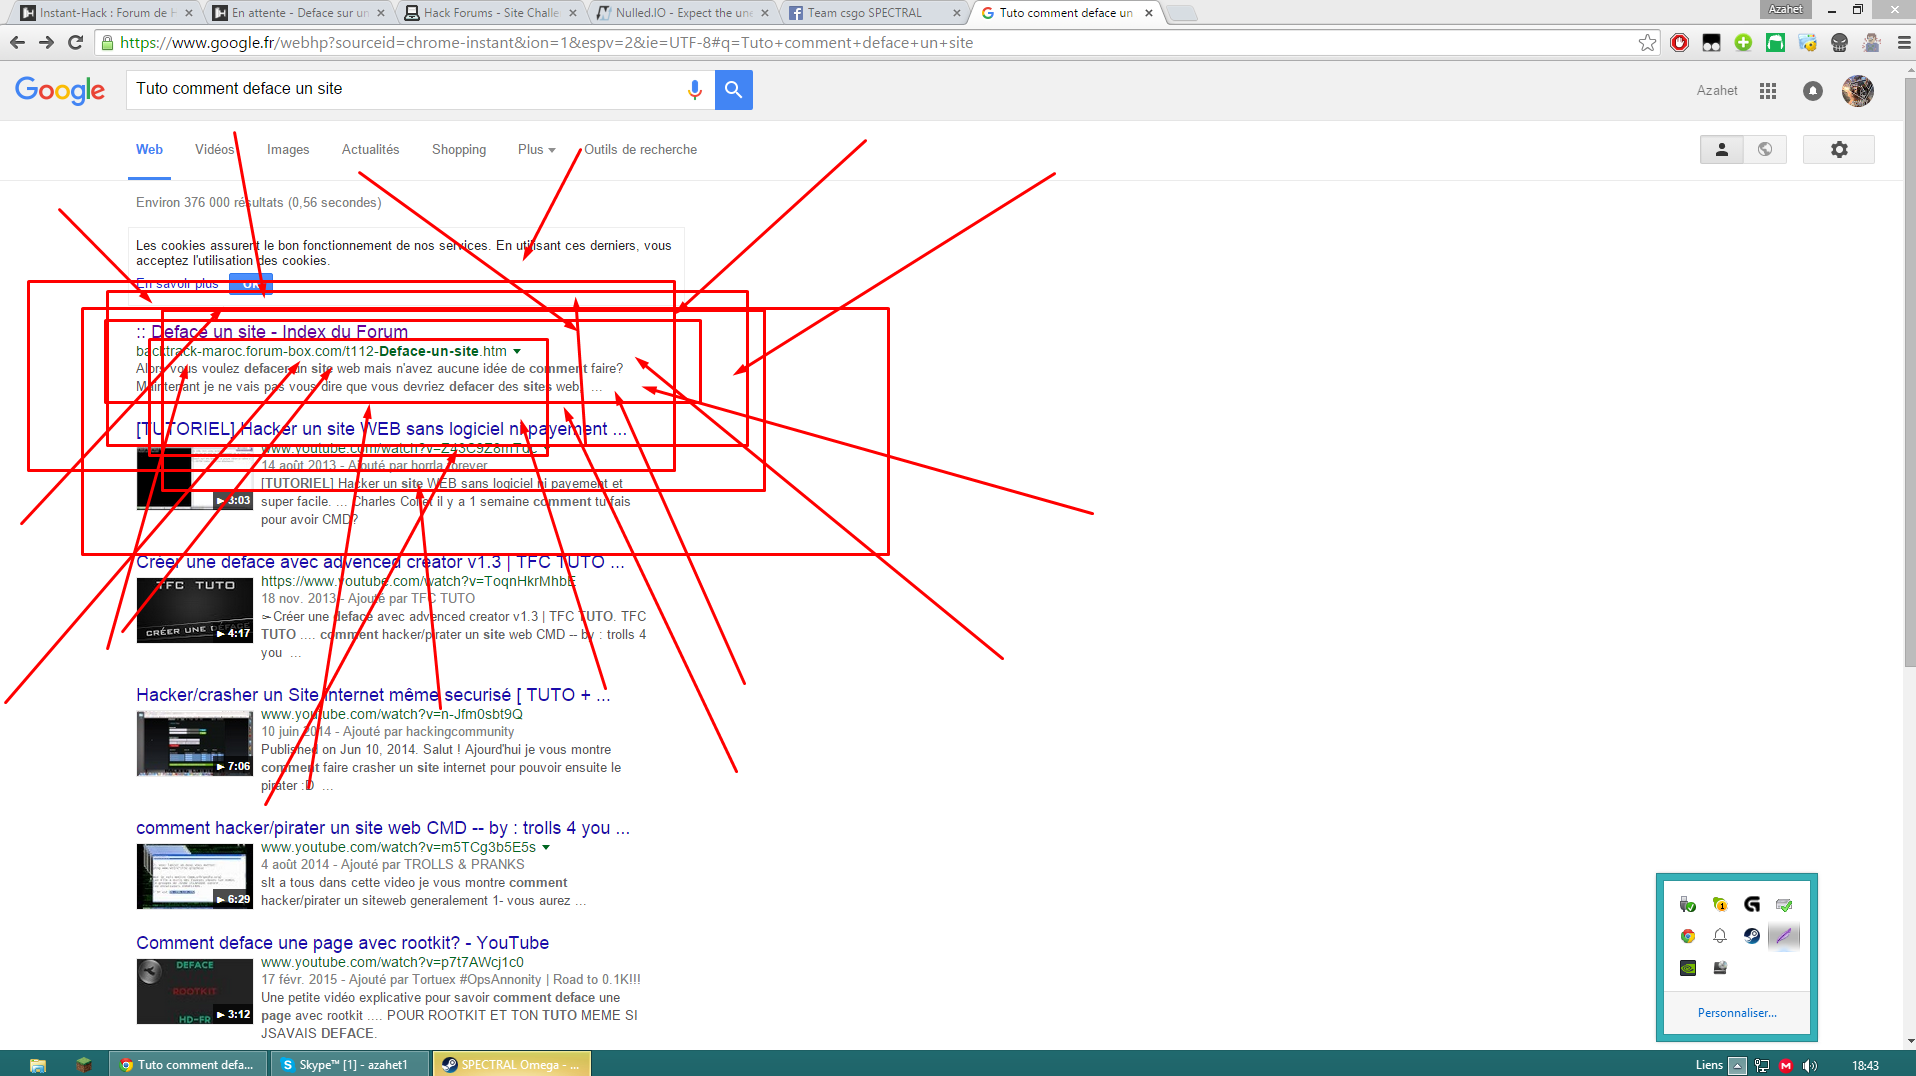 Instant-Hack : Forum de H
En attente - Deface sur un
Hack Forums - Site Challe
Nulled.IO - Expect the une
Team csgo SPECTRAL
Tuto comment deface un
Azahet
https://www.google.fr/webhp?sourceid=chrome-instant&ion=1&espv=2&ie=UTF-8#q=Tuto+comment+deface+un+site
Google
Tuto comment deface un site
Azahet
Web Vidéos Images Actualités Shopping Plus Outils de recherche
Environ 376 000 résultats (0,56 secondes)
Les cookies assurent le bon fonctionnement de nos services. En utilisant ces derniers, vous
acceptez l'utilisation des cookies.
En savoir plus OK
:: Deface un site - Index du Forum
backtrack-maroc.forum-box.com/t112-Deface-un-site.htm
Alors vous voulez defacer un site web mais n'avez aucune idée de comment faire?
Maintenant je ne vais pas vous dire que vous devriez defacer des sites web. ...
[TUTORIEL] Hacker un site WEB sans logiciel ni payement ...
14 août 2013 - Ajouté par horrla forever
[TUTORIEL] Hacker un site WEB sans logiciel ni payement et
super facile. ... Charles Collet il y a 1 semaine comment tu fais
pour avoir CMD?
3:03
Créer une deface avec advanced creator v1.3 | TFC TUTO ...
https://www.youtube.com/watch?v=ToqnHkrMhbE
18 nov. 2013 - Ajouté par TFC TUTO
➣Créer une deface avec advenced creator v1.3 | TFC TUTO. TFC
TUTO .... comment hacker/pirater un site web CMD -- by : trolls 4
you ...
TFC TUTO
CRÉER UNE DEFACE
4:17
Hacker/crasher un Site internet même securisé [ TUTO + ...
www.youtube.com/watch?v=n-Jfm0sbt9Q
10 juin 2014 - Ajouté par hackingcommunity
Published on Jun 10, 2014. Salut ! Ajourd'hui je vous montre
comment faire crasher un site internet pour pouvoir ensuite le
pirater :D ...
7:06
comment hacker/pirater un site web CMD -- by : trolls 4 you ...
www.youtube.com/watch?v=m5TCg3b5E5s
4 août 2014 - Ajouté par TROLLS & PRANKS
slt a tous dans cette video je vous montre comment
hacker/pirater un siteweb generalement 1- vous aurez ...
6:29
Comment deface une page avec rootkit? - YouTube
www.youtube.com/watch?v=p7t7AWcj1c0
17 févr. 2015 - Ajouté par Tortuex #OpsAnnonity | Road to 0.1K!!!
Une petite vidéo explicative pour savoir comment deface une
page avec rootkit .... POUR ROOTKIT ET TON TUTO MEME SI
JSAVAIS DEFACE.
DEFACE
ROOTKIT
HD-FR
3:12
Personnaliser...
Tuto comment defa...
Skype™ [1] - azahet1
SPECTRAL Omega - ...
Liens
18:43